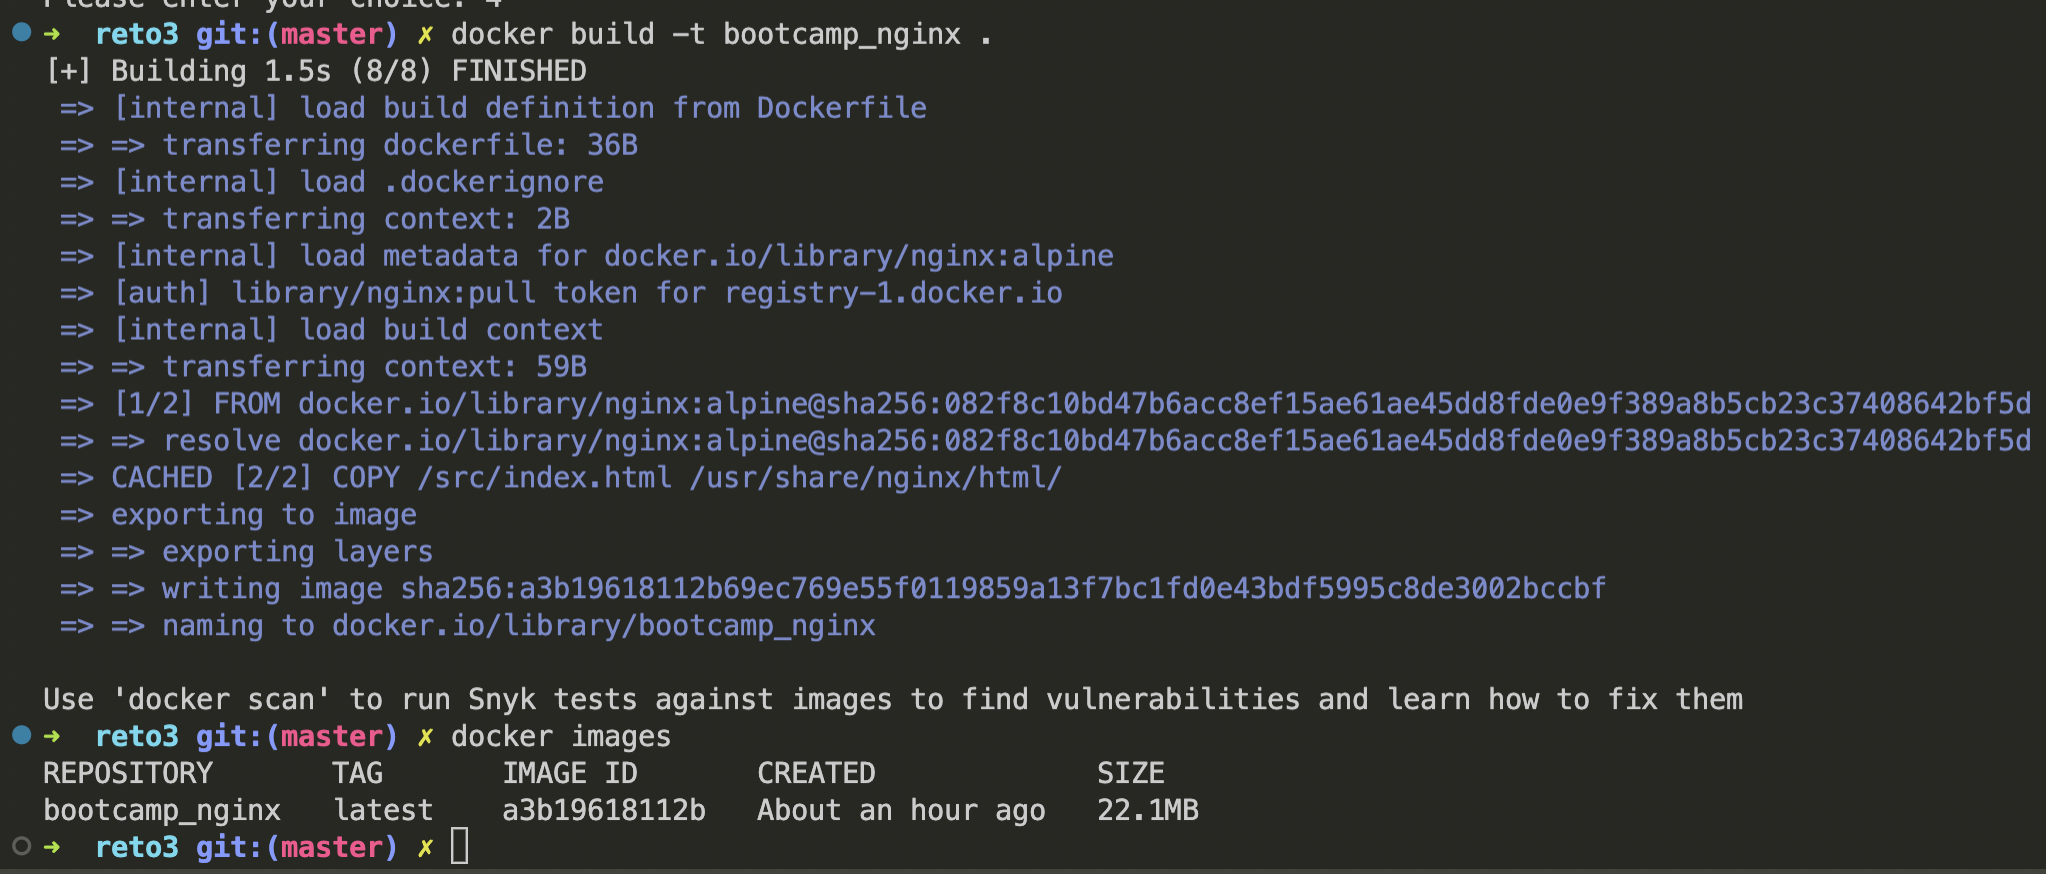 Please enter your choice: 4
➜  reto3 git:(master) ✗ docker build -t bootcamp_nginx .
[+] Building 1.5s (8/8) FINISHED
 => [internal] load build definition from Dockerfile
 => => transferring dockerfile: 36B
 => [internal] load .dockerignore
 => => transferring context: 2B
 => [internal] load metadata for docker.io/library/nginx:alpine
 => [auth] library/nginx:pull token for registry-1.docker.io
 => [internal] load build context
 => => transferring context: 59B
 => [1/2] FROM docker.io/library/nginx:alpine@sha256:082f8c10bd47b6acc8ef15ae61ae45dd8fde0e9f389a8b5cb23c37408642bf5d
 => => resolve docker.io/library/nginx:alpine@sha256:082f8c10bd47b6acc8ef15ae61ae45dd8fde0e9f389a8b5cb23c37408642bf5d
 => CACHED [2/2] COPY /src/index.html /usr/share/nginx/html/
 => exporting to image
 => => exporting layers
 => => writing image sha256:a3b19618112b69ec769e55f0119859a13f7bc1fd0e43bdf5995c8de3002bccbf
 => => naming to docker.io/library/bootcamp_nginx

Use 'docker scan' to run Snyk tests against images to find vulnerabilities and learn how to fix them
➜  reto3 git:(master) ✗ docker images
REPOSITORY       TAG       IMAGE ID       CREATED             SIZE
bootcamp_nginx   latest    a3b19618112b   About an hour ago   22.1MB
➜  reto3 git:(master) ✗